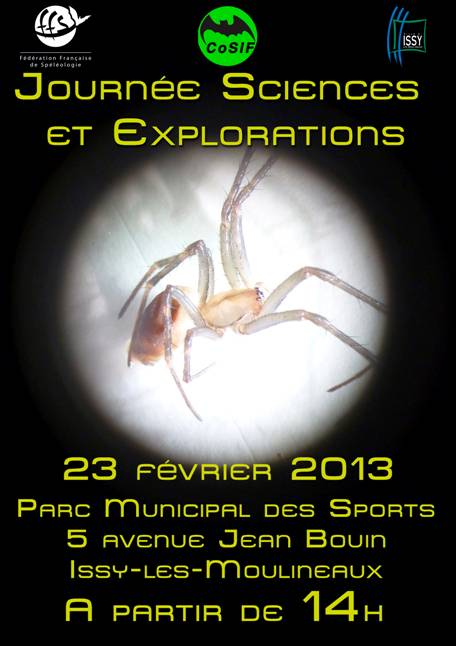 Fédération Française
de Spéléologie
CoSIF
ISSY
Journée Sciences
et Explorations
23 février 2013
Parc Municipal des Sports
5 avenue Jean Bouin
Issy-les-Moulineaux
A partir de 14h